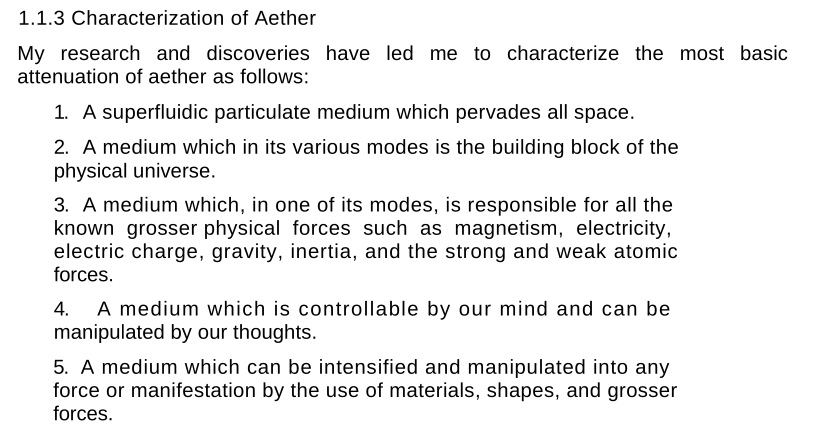 1.1.3 Characterization of Aether
My research and discoveries have led me to characterize the most basic
attenuation of aether as follows:
1. A superfluidic particulate medium which pervades all space.
2. A medium which in its various modes is the building block of the
physical universe.
3. A medium which, in one of its modes, is responsible for all the
known grosser physical forces such as magnetism, electricity,
electric charge, gravity, inertia, and the strong and weak atomic
forces.
4. A medium which is controllable by our mind and can be
manipulated by our thoughts.
5. A medium which can be intensified and manipulated into any
force or manifestation by the use of materials, shapes, and grosser
forces.